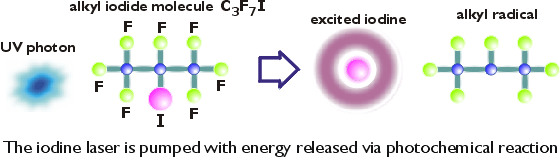 alkyl iodide molecule C3F7I
excited iodine
alkyl radical
UV photon
F F F
F F
F I F
The iodine laser is pumped with energy released via photochemical reaction